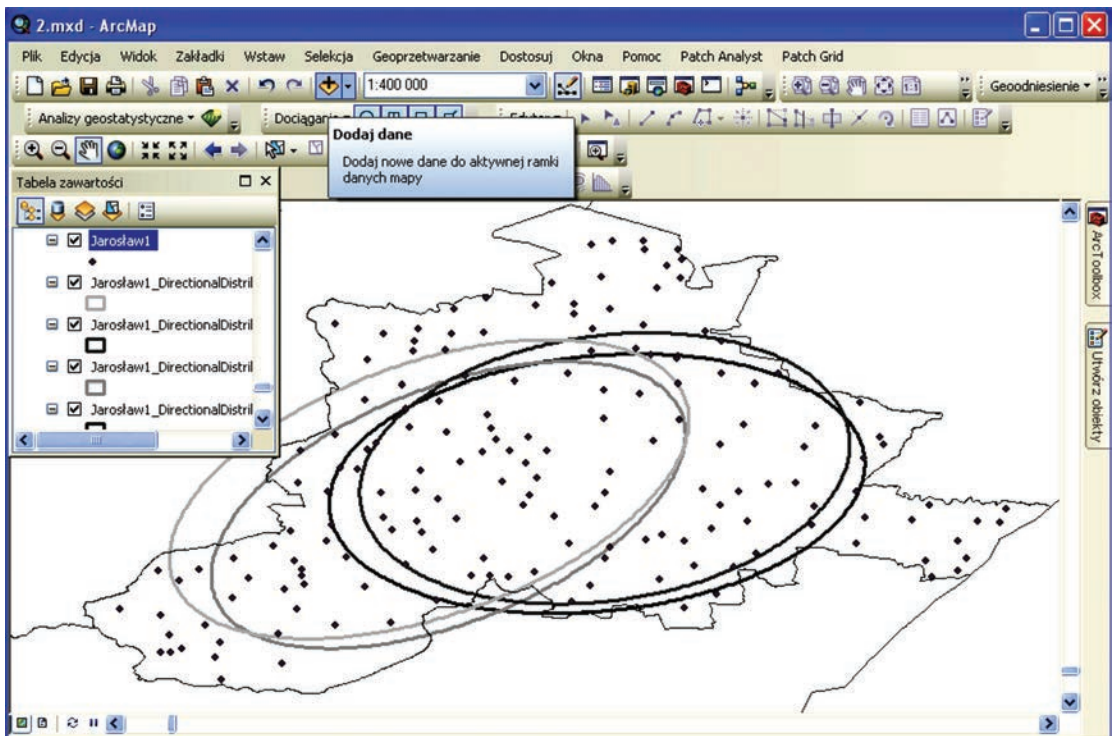 2.mxd - ArcMap
Plik Edycja Widok Zakładki Wstaw Selekcja Geoprzetwarzanie Dostosuj Okna Pomoc Patch Analyst Patch Grid
1:400 000
Geoodniesienie
Analizy geostatystyczne
Dociąganie
Dodaj dane
Dodaj nowe dane do aktywnej ramki
danych mapy
Tabela zawartości
Jarosław1
Jarosław1_DirectionalDistril
Jarosław1_DirectionalDistril
Jarosław1_DirectionalDistril
Jarosław1_DirectionalDistril
ArcToolbox
Utwórz obiekty